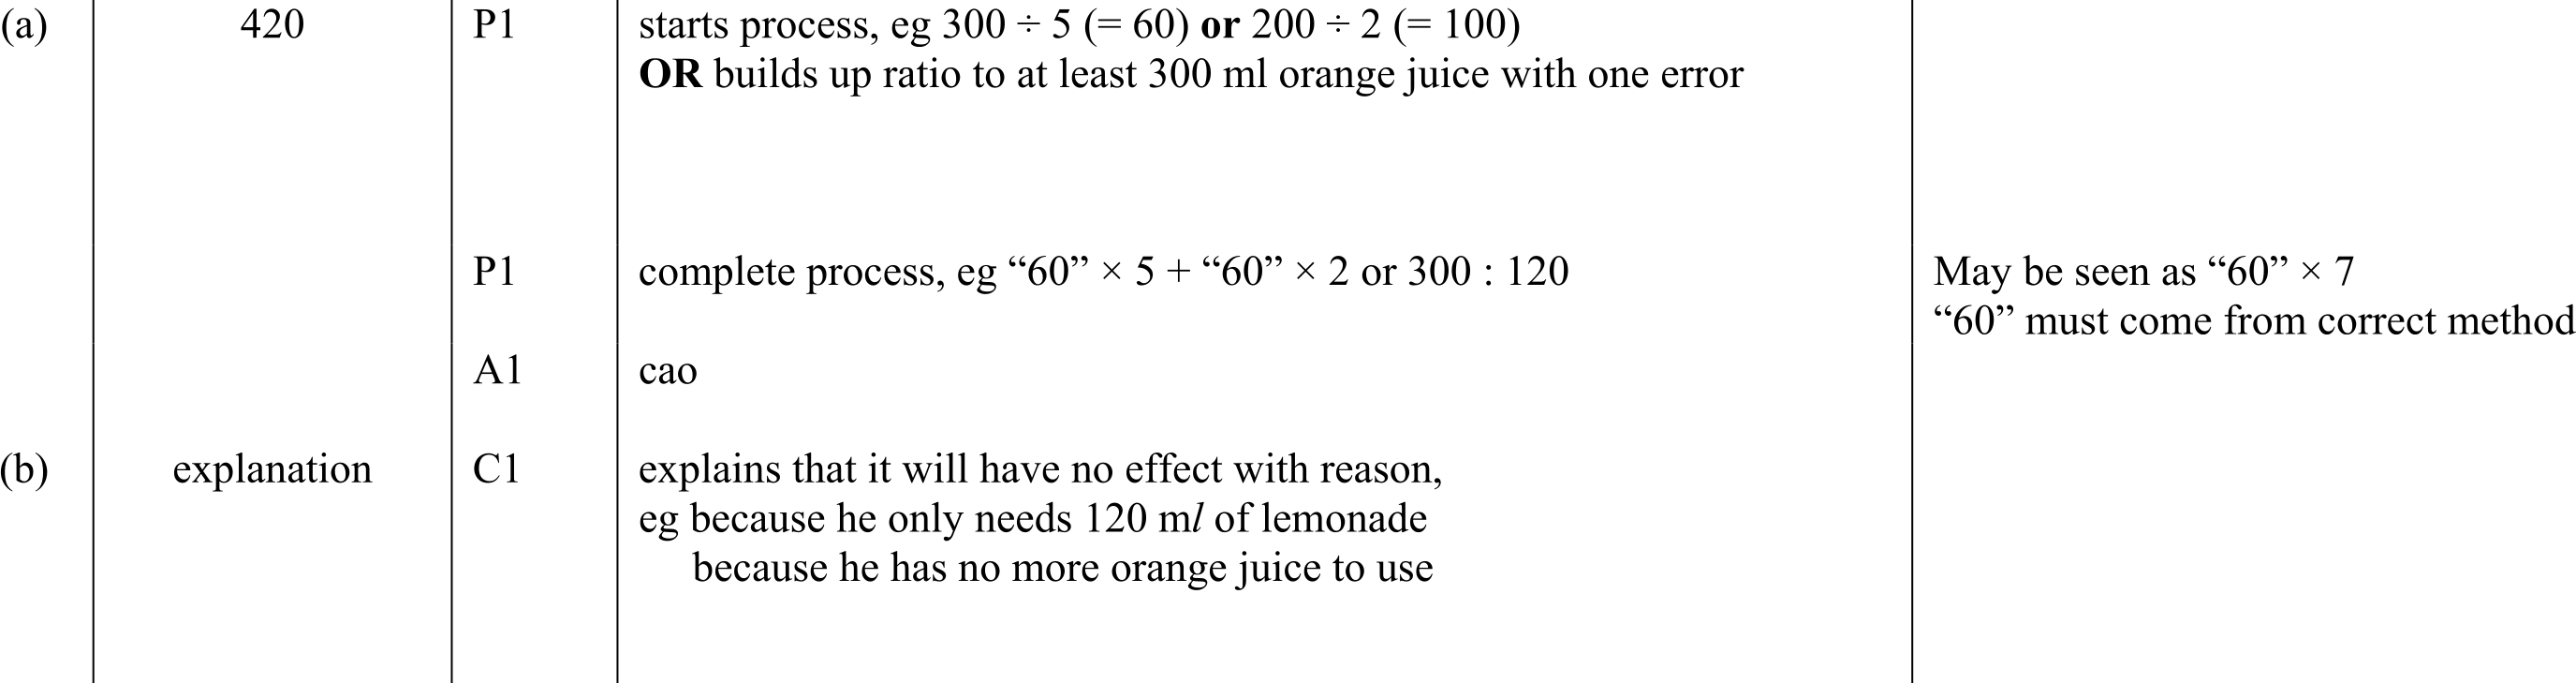 (a) 420 P1 starts process, eg 300 ÷ 5 (= 60) or 200 ÷ 2 (= 100)
OR builds up ratio to at least 300 ml orange juice with one error
P1 complete process, eg “60” × 5 + “60” × 2 or 300 : 120 May be seen as “60” × 7
“60” must come from correct method
A1 cao
(b) explanation C1 explains that it will have no effect with reason,
eg because he only needs 120 ml of lemonade
because he has no more orange juice to use